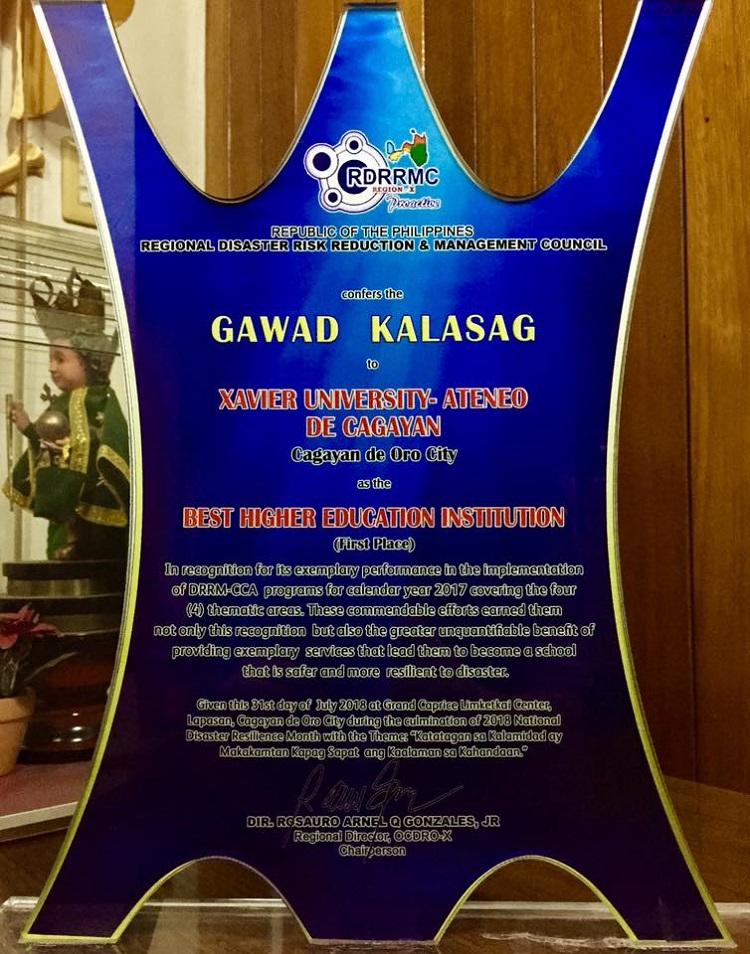 RDRRMC
REGION X
Proactive
REPUBLIC OF THE PHILIPPINES
REGIONAL DISASTER RISK REDUCTION & MANAGEMENT COUNCIL
confers the
GAWAD KALASAG
to
XAVIER UNIVERSITY- ATENEO
DE CAGAYAN
Cagayan de Oro City
as the
BEST HIGHER EDUCATION INSTITUTION
(First Place)
In recognition for its exemplary performance in the implementation
of DRRM-CCA programs for calendar year 2017 covering the four
(4) thematic areas. These commendable efforts earned them
not only this recognition but also the greater unquantifiable benefit of
providing exemplary services that lead them to become a school
that is safer and more resilient to disaster.
Given this 31st day of July 2018 at Grand Caprice Limketkai Center,
Lapasan, Cagayan de Oro City during the culmination of 2018 National
Disaster Resilience Month with the Theme: "Katatagan sa Kalamidad ay
Makakamtan Kapag Sapat ang Kaalaman sa Kahandaan."
DIR. ROSAURO ARNEL Q GONZALES, JR
Regional Director, OCDRO-X
Chairperson